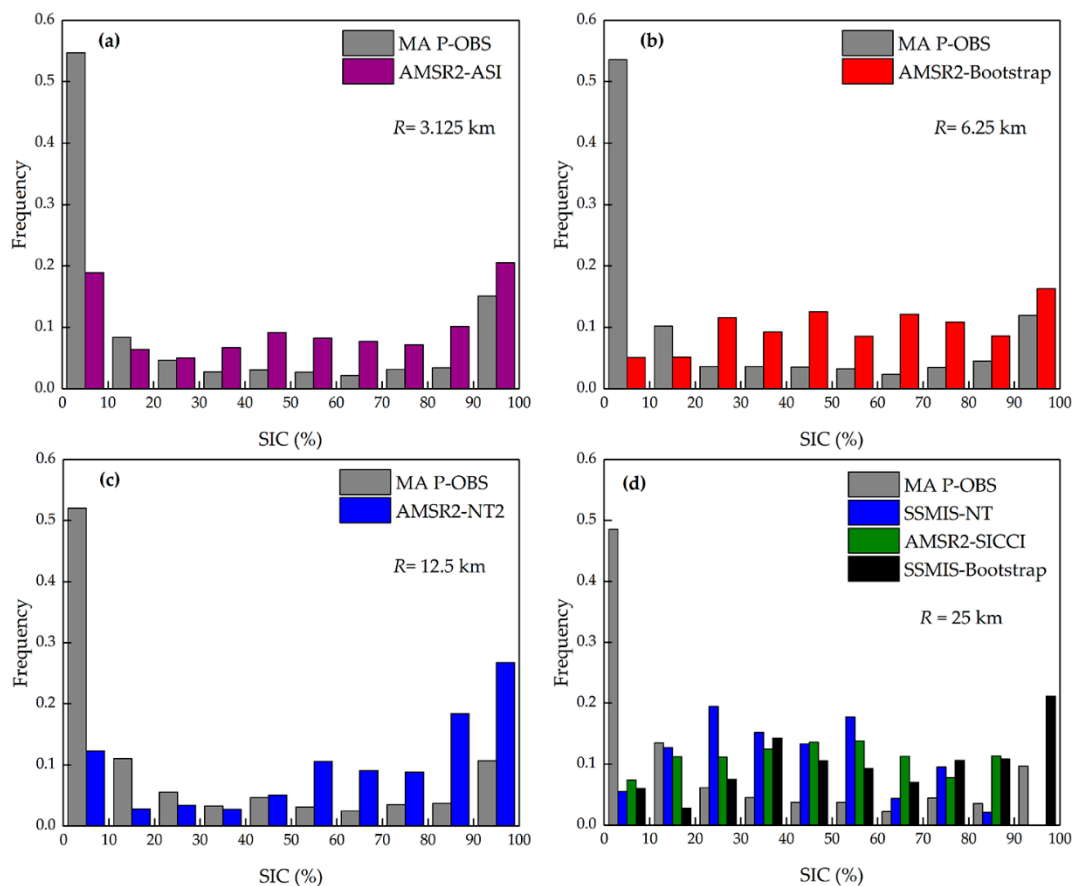 (a)
MA P-OBS
AMSR2-ASI
R= 3.125 km
Frequency
0.6
0.5
0.4
0.3
0.2
0.1
0.0
0 10 20 30 40 50 60 70 80 90 100
SIC (%)
(b)
MA P-OBS
AMSR2-Bootstrap
R= 6.25 km
Frequency
0.6
0.5
0.4
0.3
0.2
0.1
0.0
0 10 20 30 40 50 60 70 80 90 100
SIC (%)
(c)
MA P-OBS
AMSR2-NT2
R= 12.5 km
Frequency
0.6
0.5
0.4
0.3
0.2
0.1
0.0
0 10 20 30 40 50 60 70 80 90 100
SIC (%)
(d)
MA P-OBS
SSMIS-NT
AMSR2-SICCI
SSMIS-Bootstrap
R = 25 km
Frequency
0.6
0.5
0.4
0.3
0.2
0.1
0.0
0 10 20 30 40 50 60 70 80 90 100
SIC (%)